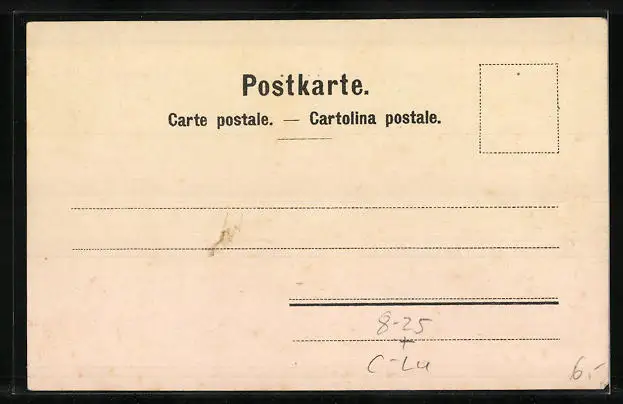 Postkarte.
Carte postale. — Cartolina postale.
8-25
+
C-Lu
6.-